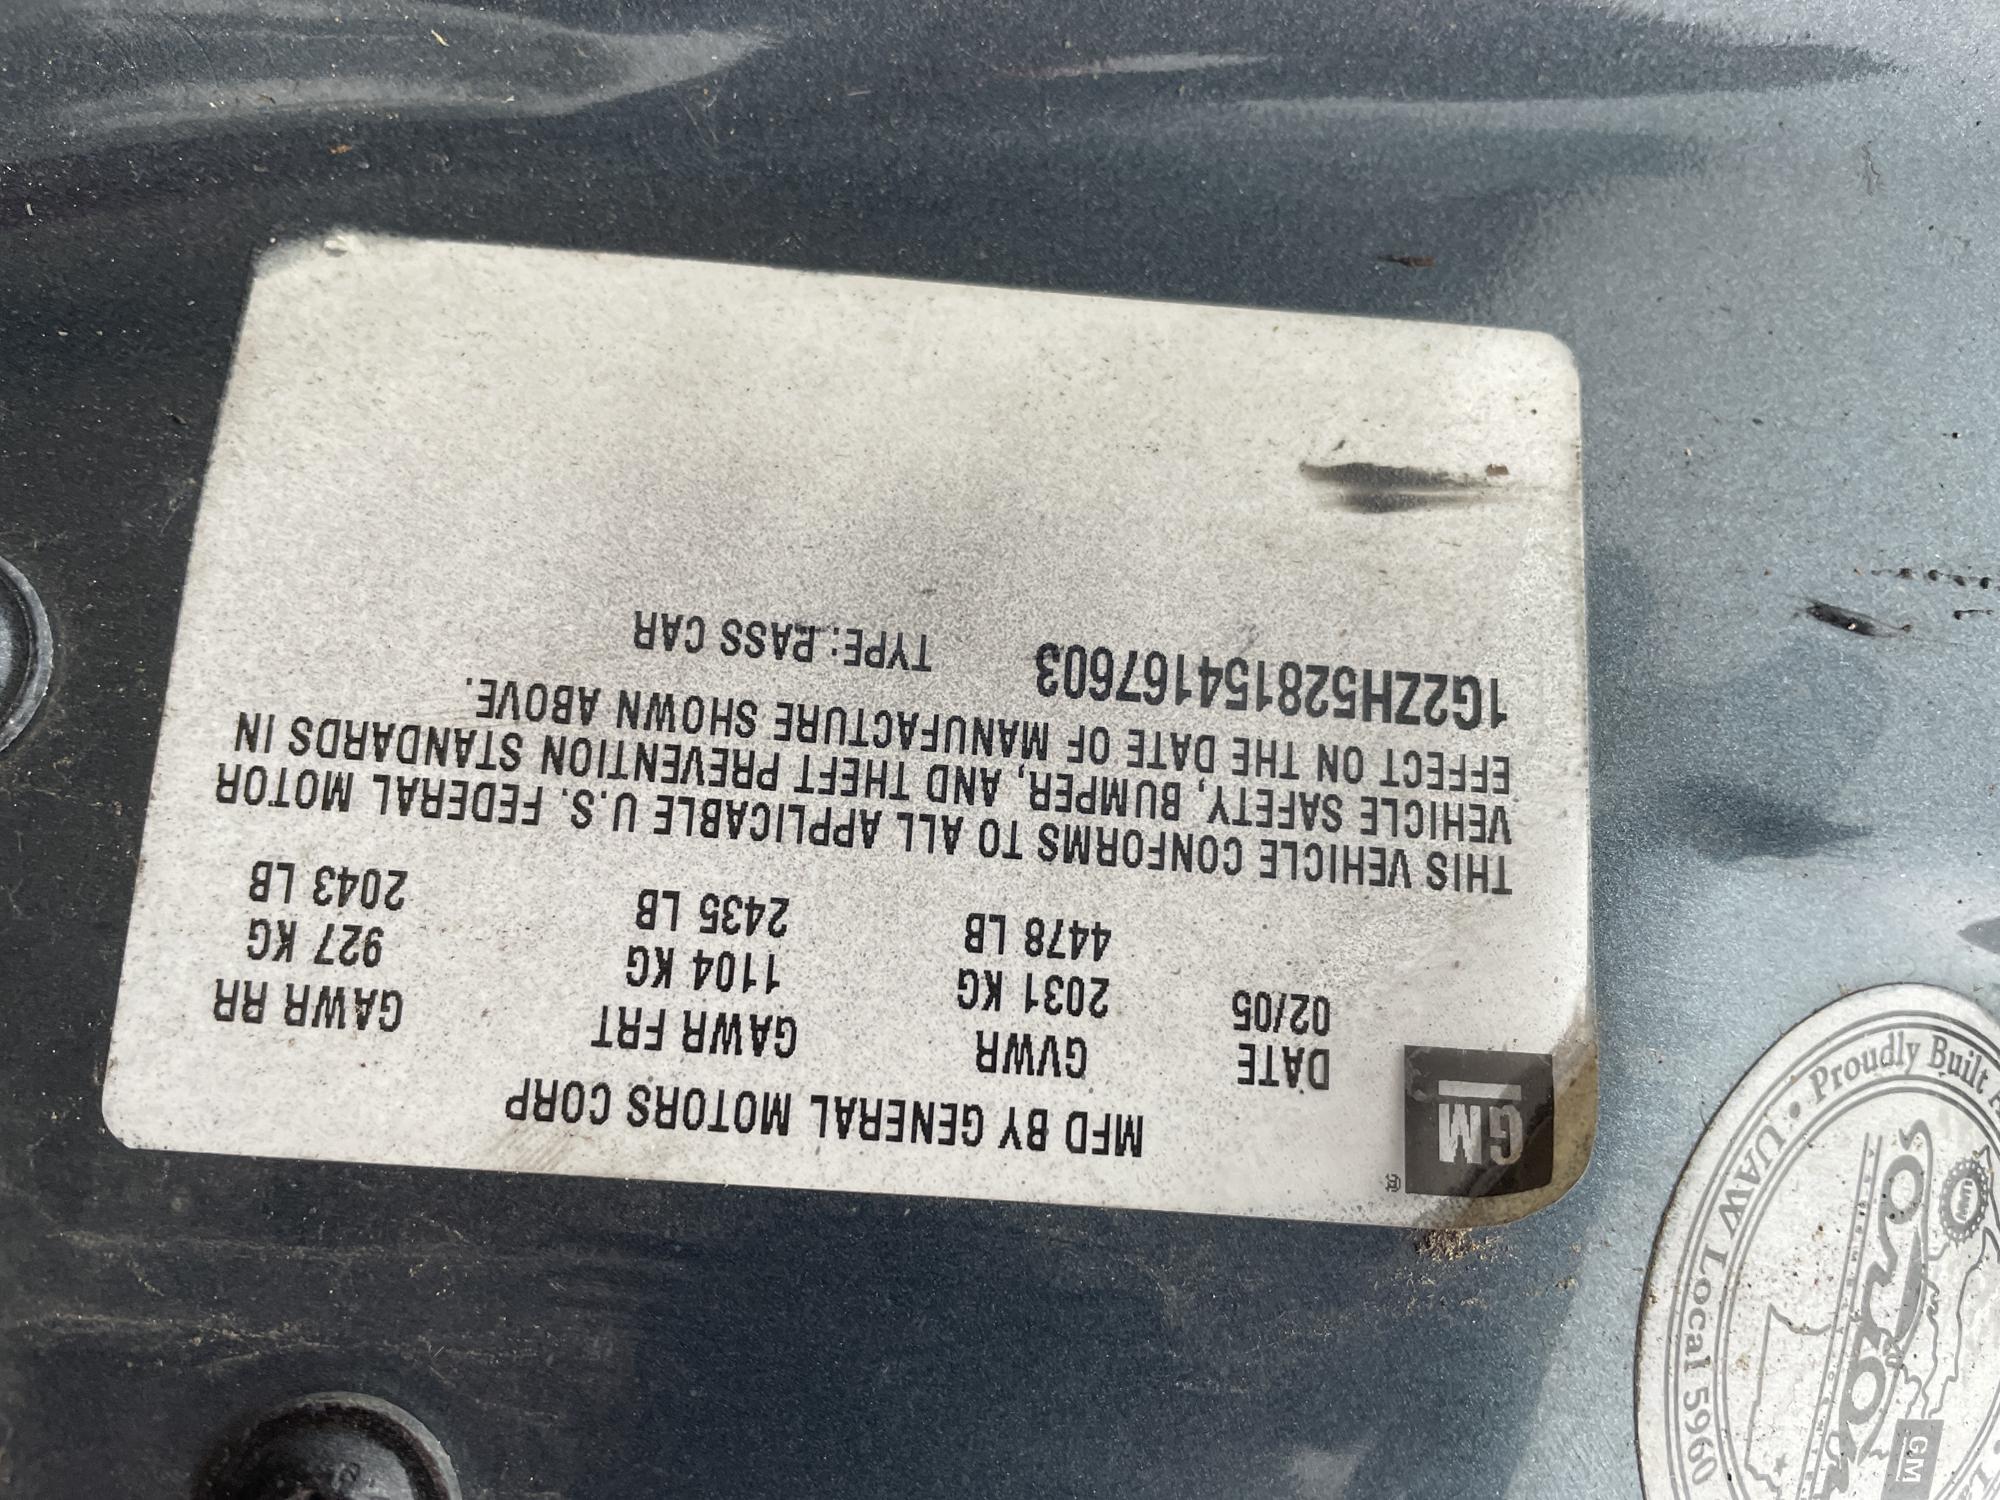 GM
®
MFD BY GENERAL MOTORS CORP
DATE GVWR GAWR FRT GAWR RR
02/05 2031 KG 1104 KG 927 KG
4478 LB 2435 LB 2043 LB
THIS VEHICLE CONFORMS TO ALL APPLICABLE U.S. FEDERAL MOTOR
VEHICLE SAFETY, BUMPER, AND THEFT PREVENTION STANDARDS IN
EFFECT ON THE DATE OF MANUFACTURE SHOWN ABOVE.
1G2ZH528154167603 TYPE: PASS CAR
UAW Local 5960 • Proudly Built
Orion
UAW
GM